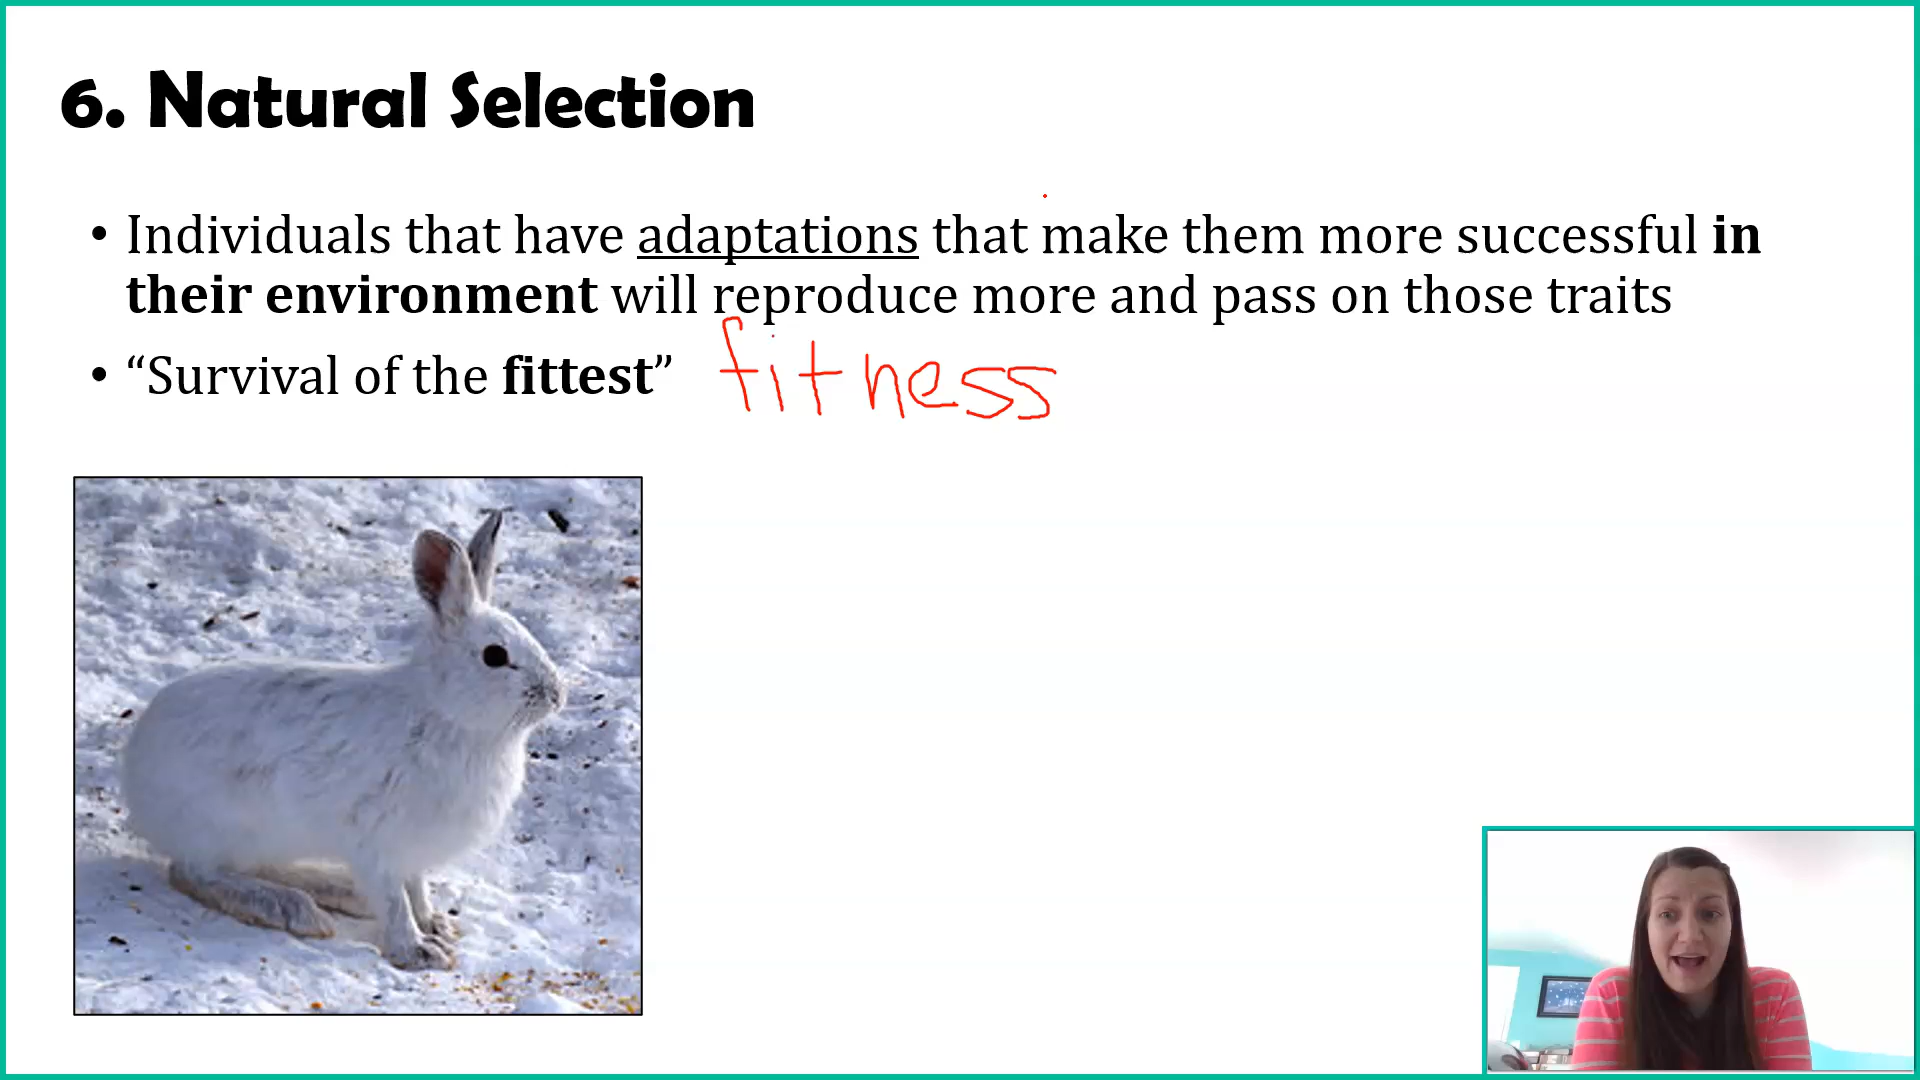 6. Natural Selection
• Individuals that have adaptations that make them more successful in
their environment will reproduce more and pass on those traits
• “Survival of the fittest” fitness